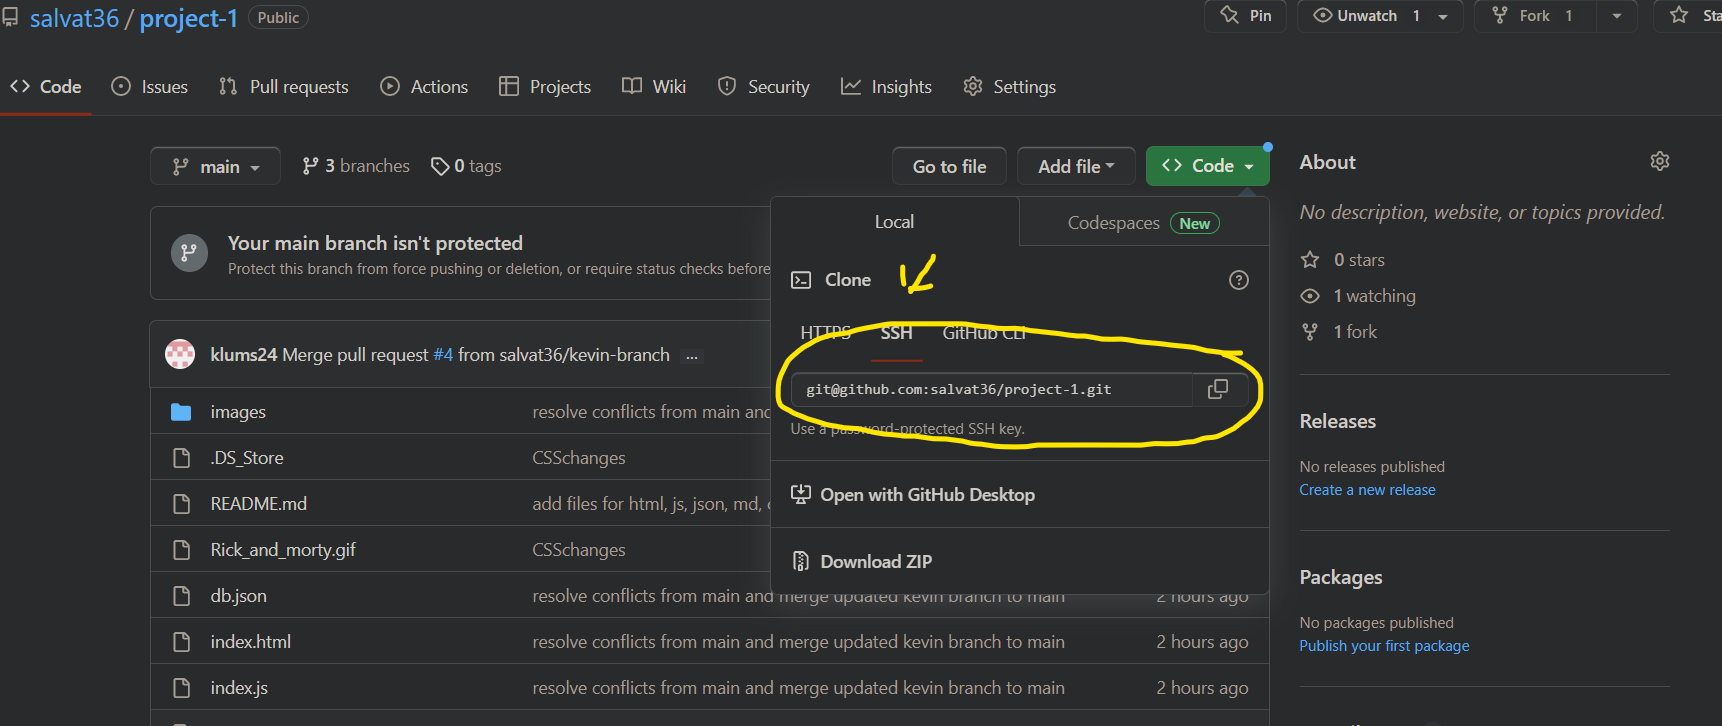 salvat36 / project-1 Public
Pin
Unwatch 1
Fork 1
Sta
Code
Issues
Pull requests
Actions
Projects
Wiki
Security
Insights
Settings
main
3 branches
0 tags
Go to file
Add file
Code
Your main branch isn't protected
Protect this branch from force pushing or deletion, or require status checks before
klums24 Merge pull request #4 from salvat36/kevin-branch ...
images resolve conflicts from main and
.DS_Store CSSchanges
README.md add files for html, js, json, md,
Rick_and_morty.gif CSSchanges
db.json resolve conflicts from main and merge updated kevin branch to main 2 hours ago
index.html resolve conflicts from main and merge updated kevin branch to main 2 hours ago
index.js resolve conflicts from main and merge updated kevin branch to main 2 hours ago
Local
Codespaces New
Clone
HTTPS SSH GitHub CLI
git@github.com:salvat36/project-1.git
Use a password-protected SSH key.
Open with GitHub Desktop
Download ZIP
About
No description, website, or topics provided.
0 stars
1 watching
1 fork
Releases
No releases published
Create a new release
Packages
No packages published
Publish your first package